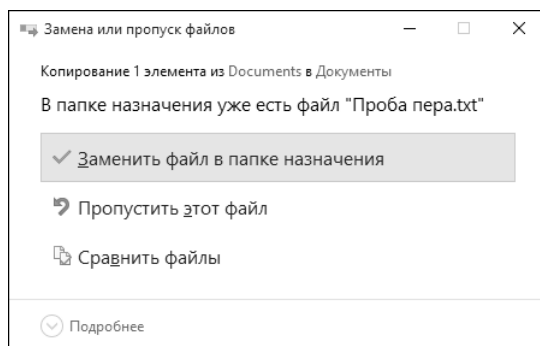 Замена или пропуск файлов
Копирование 1 элемента из Documents в Документы
В папке назначения уже есть файл "Проба пера.txt"
Заменить файл в папке назначения
Пропустить этот файл
Сравнить файлы
Подробнее